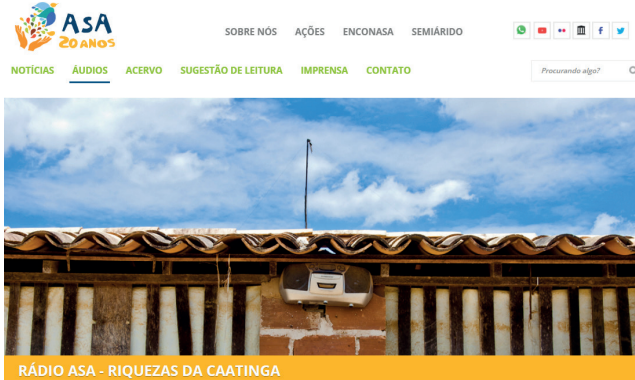 ASA
20 ANOS
SOBRE NÓS AÇÕES ENCONASA SEMIÁRIDO
NOTÍCIAS ÁUDIOS ACERVO SUGESTÃO DE LEITURA IMPRENSA CONTATO
Procurando algo?
RÁDIO ASA - RIQUEZAS DA CAATINGA